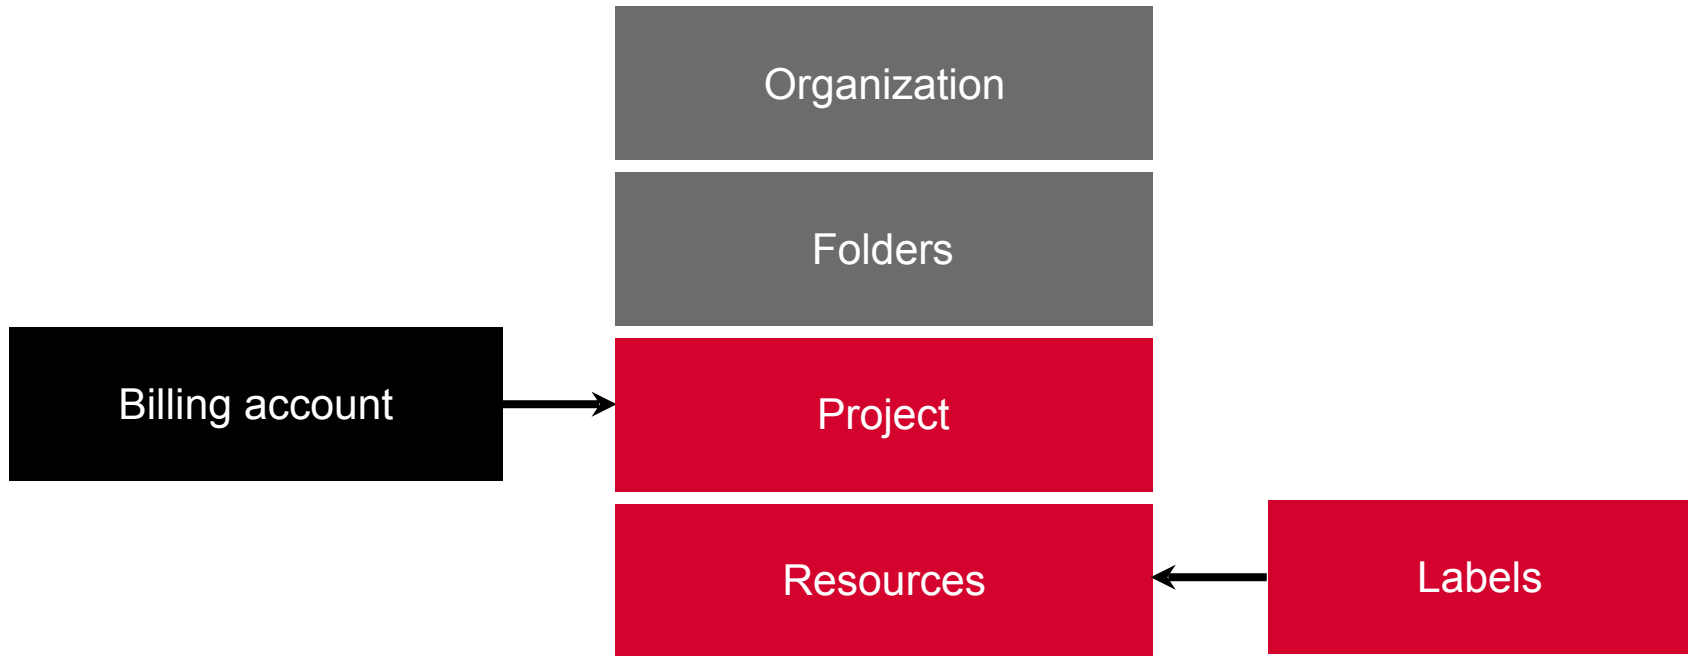 Organization
Folders
Billing account
Project
Resources
Labels